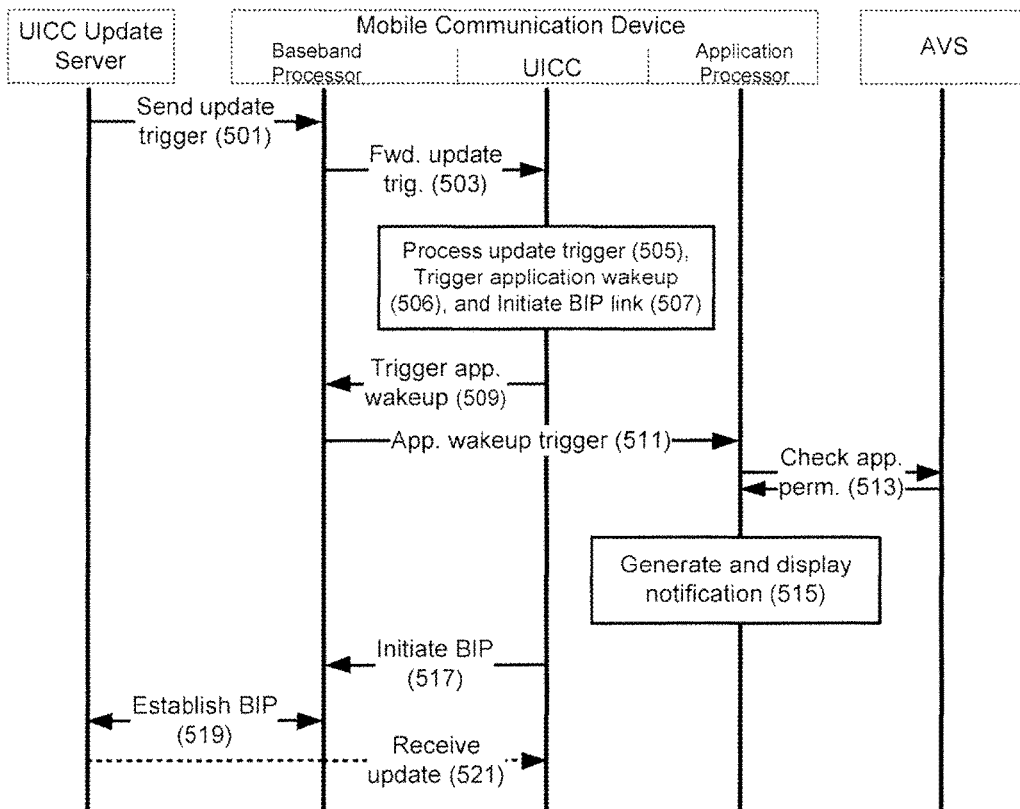 UICC Update
Server
Mobile Communication Device
Baseband
Processor
UICC
Application
Processor
AVS
Send update
trigger (501)
Fwd. update
trig. (503)
Process update trigger (505),
Trigger application wakeup
(506), and Initiate BIP link (507)
Trigger app.
wakeup (509)
App. wakeup trigger (511)
Check app.
perm. (513)
Generate and display
notification (515)
Initiate BIP
(517)
Establish BIP
(519)
Receive
update (521)